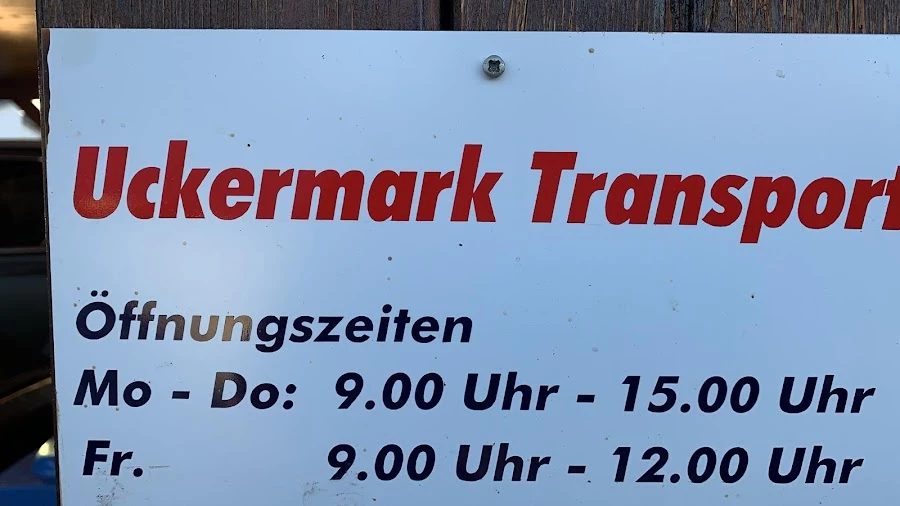 Uckermark Transport
Öffnungszeiten
Mo - Do: 9.00 Uhr - 15.00 Uhr
Fr. 9.00 Uhr - 12.00 Uhr